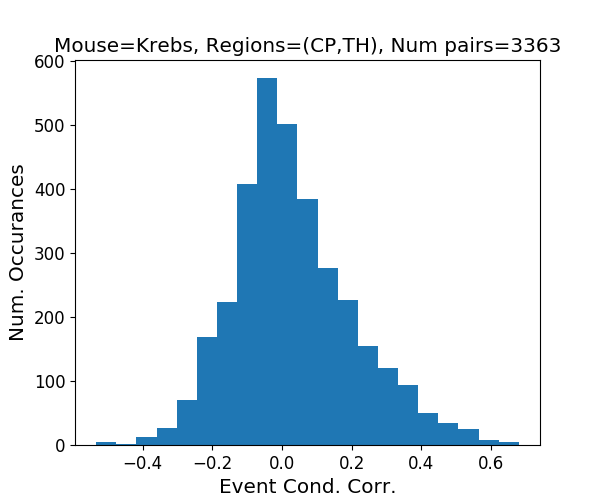 Mouse=Krebs, Regions=(CP,TH), Num pairs=3363
600
500
400
300
200
100
0
Num. Occurances
−0.4 −0.2 0.0 0.2 0.4 0.6
Event Cond. Corr.